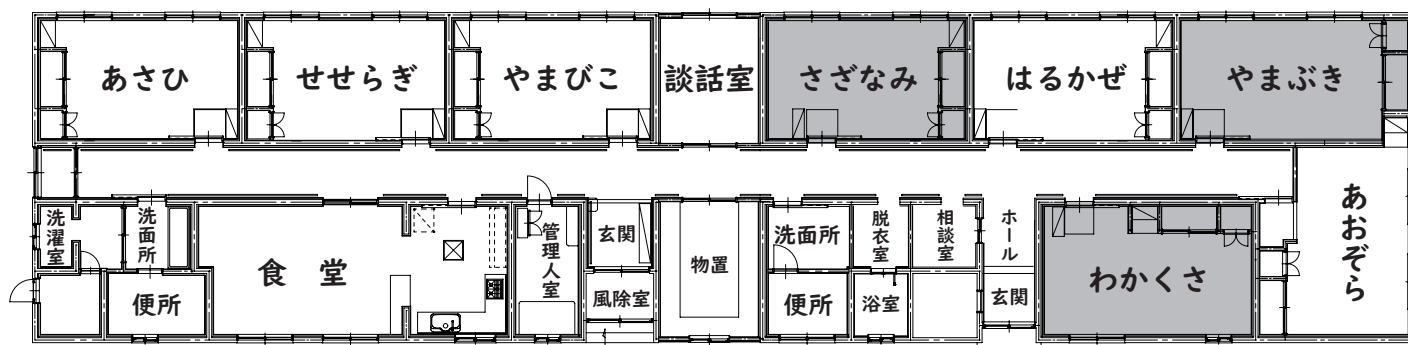 あさひ
せせらぎ
やまびこ
談話室
さざなみ
はるかぜ
やまぶき
洗濯室
洗面所
便所
食 堂
管理人室
玄関
風除室
物置
洗面所
便所
脱衣室
浴室
相談室
ホール
玄関
わかくさ
あおぞら